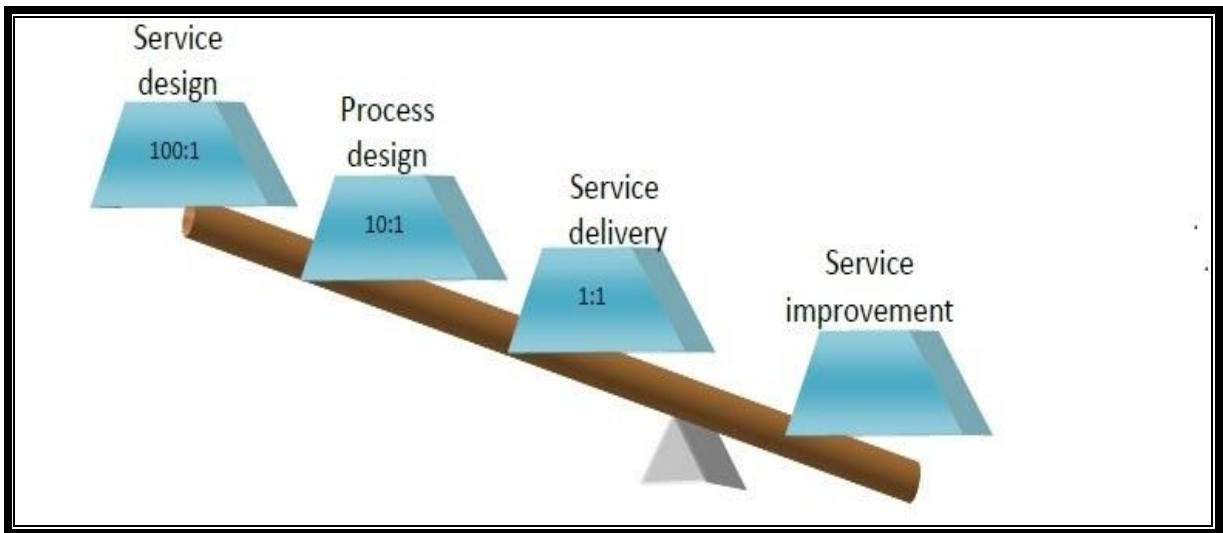 Service
design
100:1
Process
design
10:1
Service
delivery
1:1
Service
improvement